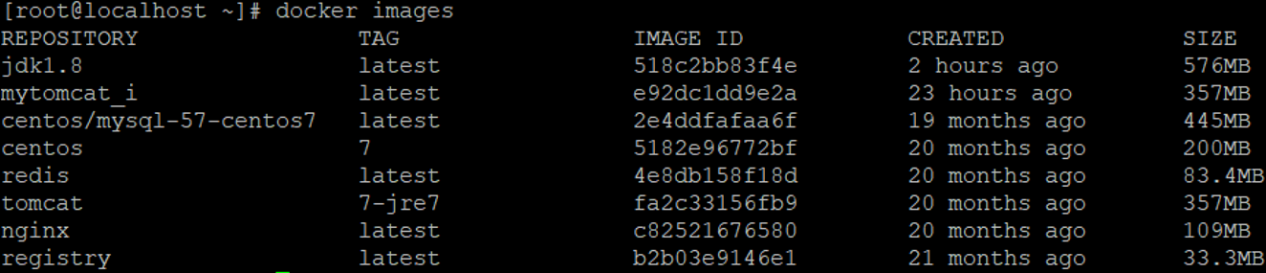 [root@localhost ~]# docker images
REPOSITORY TAG IMAGE ID CREATED SIZE
jdk1.8 latest 518c2bb83f4e 2 hours ago 576MB
mytomcat_i latest e92dc1dd9e2a 23 hours ago 357MB
centos/mysql-57-centos7 latest 2e4ddfafaa6f 19 months ago 445MB
centos 7 5182e96772bf 20 months ago 200MB
redis latest 4e8db158f18d 20 months ago 83.4MB
tomcat 7-jre7 fa2c33156fb9 20 months ago 357MB
nginx latest c82521676580 20 months ago 109MB
registry latest b2b03e9146e1 21 months ago 33.3MB